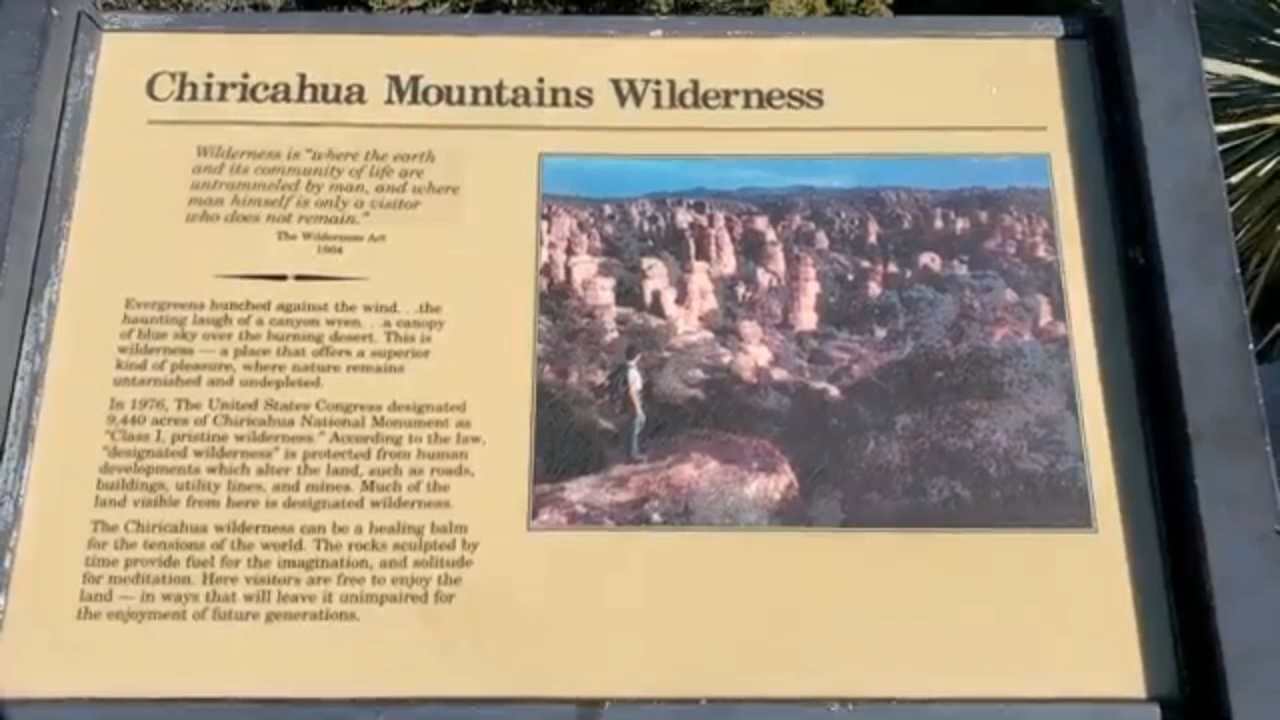 Chiricahua Mountains Wilderness
Wilderness is "where the earth
and its community of life are
untrammeled by man, and where
man himself is only a visitor
who does not remain."
The Wilderness Act
1964
Evergreens hunched against the wind. . .the
haunting laugh of a canyon wren. . .a canopy
of blue sky over the burning desert. This is
wilderness — a place that offers a superior
kind of pleasure, where nature remains
untarnished and undepleted.
In 1976, The United States Congress designated
9,440 acres of Chiricahua National Monument as
"Class I, pristine wilderness." According to the law,
"designated wilderness" is protected from human
developments which alter the land, such as roads,
buildings, utility lines, and mines. Much of the
land visible from here is designated wilderness.
The Chiricahua wilderness can be a healing balm
for the tensions of the world. The rocks sculpted by
time provide fuel for the imagination, and solitude
for meditation. Here visitors are free to enjoy the
land — in ways that will leave it unimpaired for
the enjoyment of future generations.